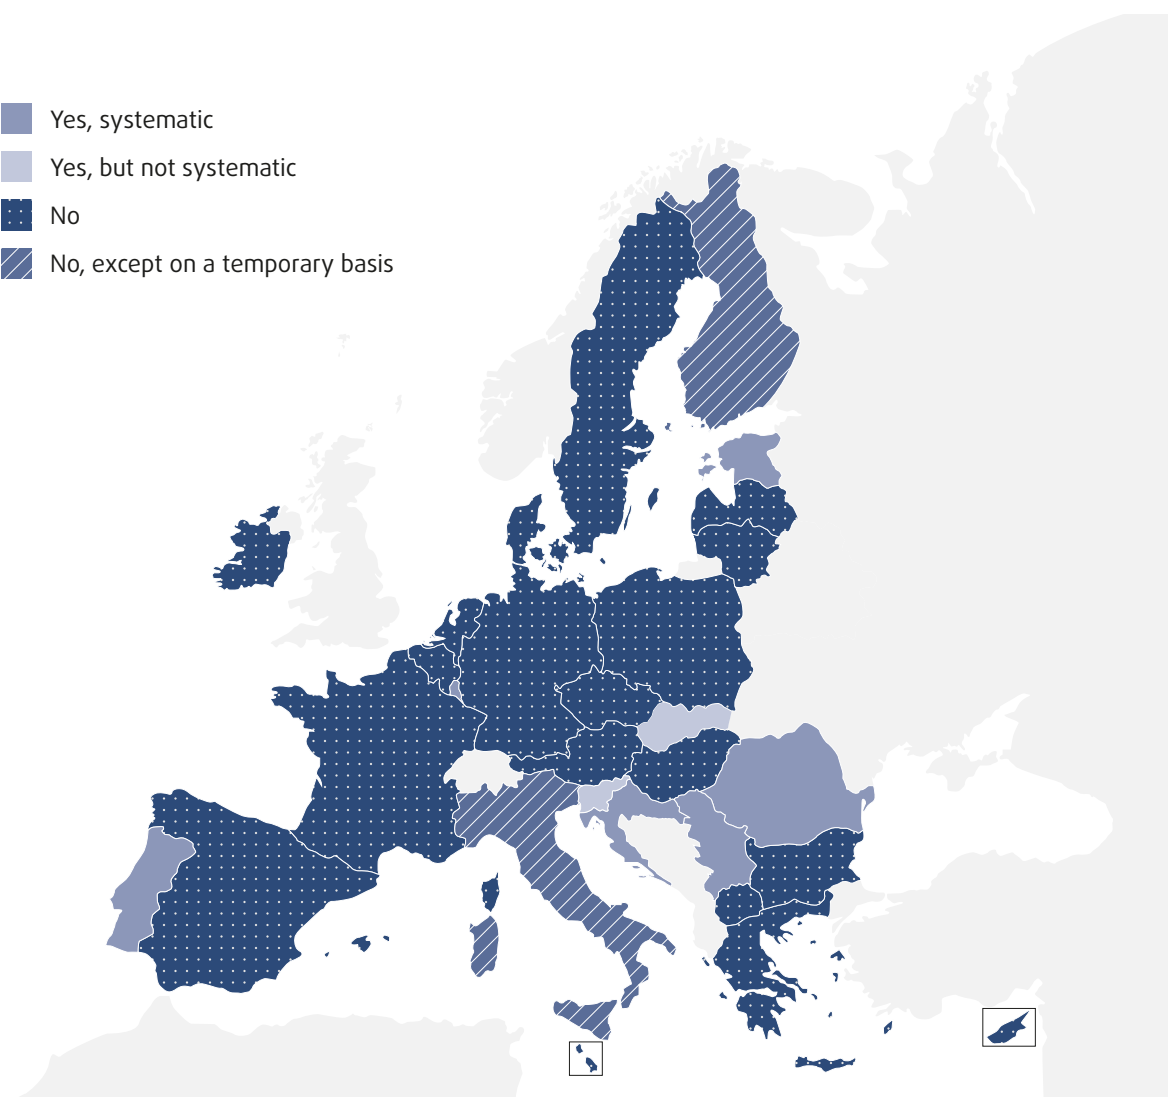 Yes, systematic
Yes, but not systematic
No
No, except on a temporary basis